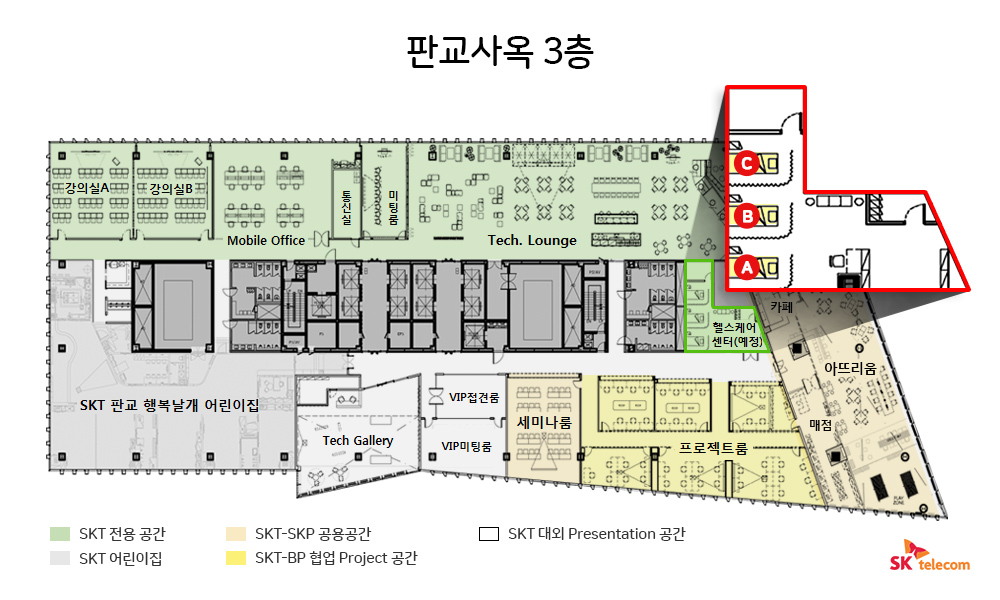 판교사옥 3층
C
B
A
강의실A
강의실B
Mobile Office
통신실
미팅룸
Tech. Lounge
카페
헬스케어
센터(예정)
아뜨리움
SKT 판교 행복날개 어린이집
Tech Gallery
VIP접견룸
VIP미팅룸
세미나룸
프로젝트룸
매점
PLAY
ZONE
SKT 전용 공간
SKT-SKP 공용공간
SKT 대외 Presentation 공간
SKT 어린이집
SKT-BP 협업 Project 공간
SK telecom